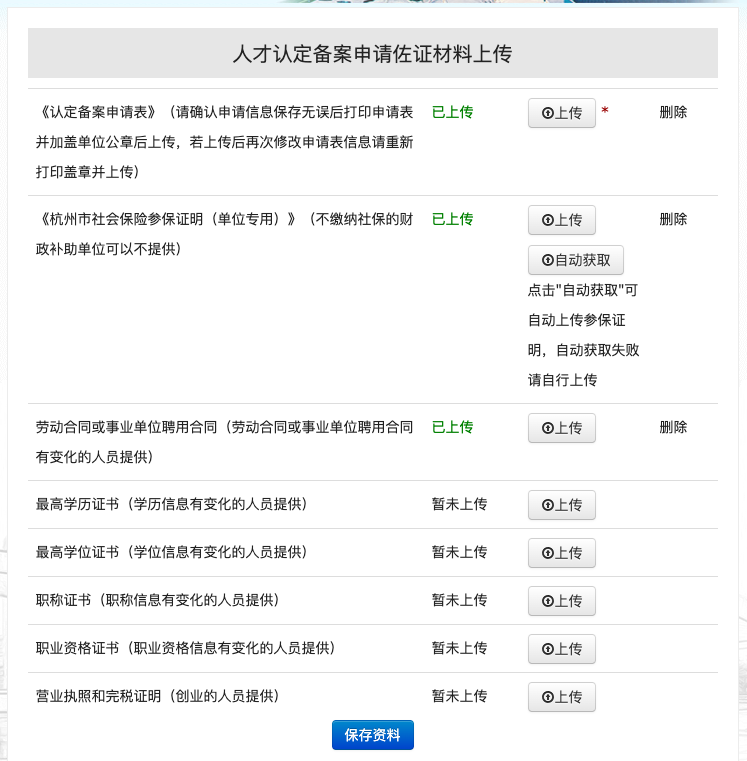 人才认定备案申请佐证材料上传
《认定备案申请表》（请确认申请信息保存无误后打印申请表 已上传 上传 * 删除
并加盖单位公章后上传，若上传后再次修改申请表信息请重新
打印盖章并上传）
《杭州市社会保险参保证明（单位专用）》（不缴纳社保的财 已上传 上传 删除
政补助单位可以不提供）
自动获取
点击"自动获取"可
自动上传参保证
明，自动获取失败
请自行上传
劳动合同或事业单位聘用合同（劳动合同或事业单位聘用合同 已上传 上传 删除
有变化的人员提供）
最高学历证书（学历信息有变化的人员提供） 暂未上传 上传
最高学位证书（学位信息有变化的人员提供） 暂未上传 上传
职称证书（职称信息有变化的人员提供） 暂未上传 上传
职业资格证书（职业资格信息有变化的人员提供） 暂未上传 上传
营业执照和完税证明（创业的人员提供） 暂未上传 上传
保存资料